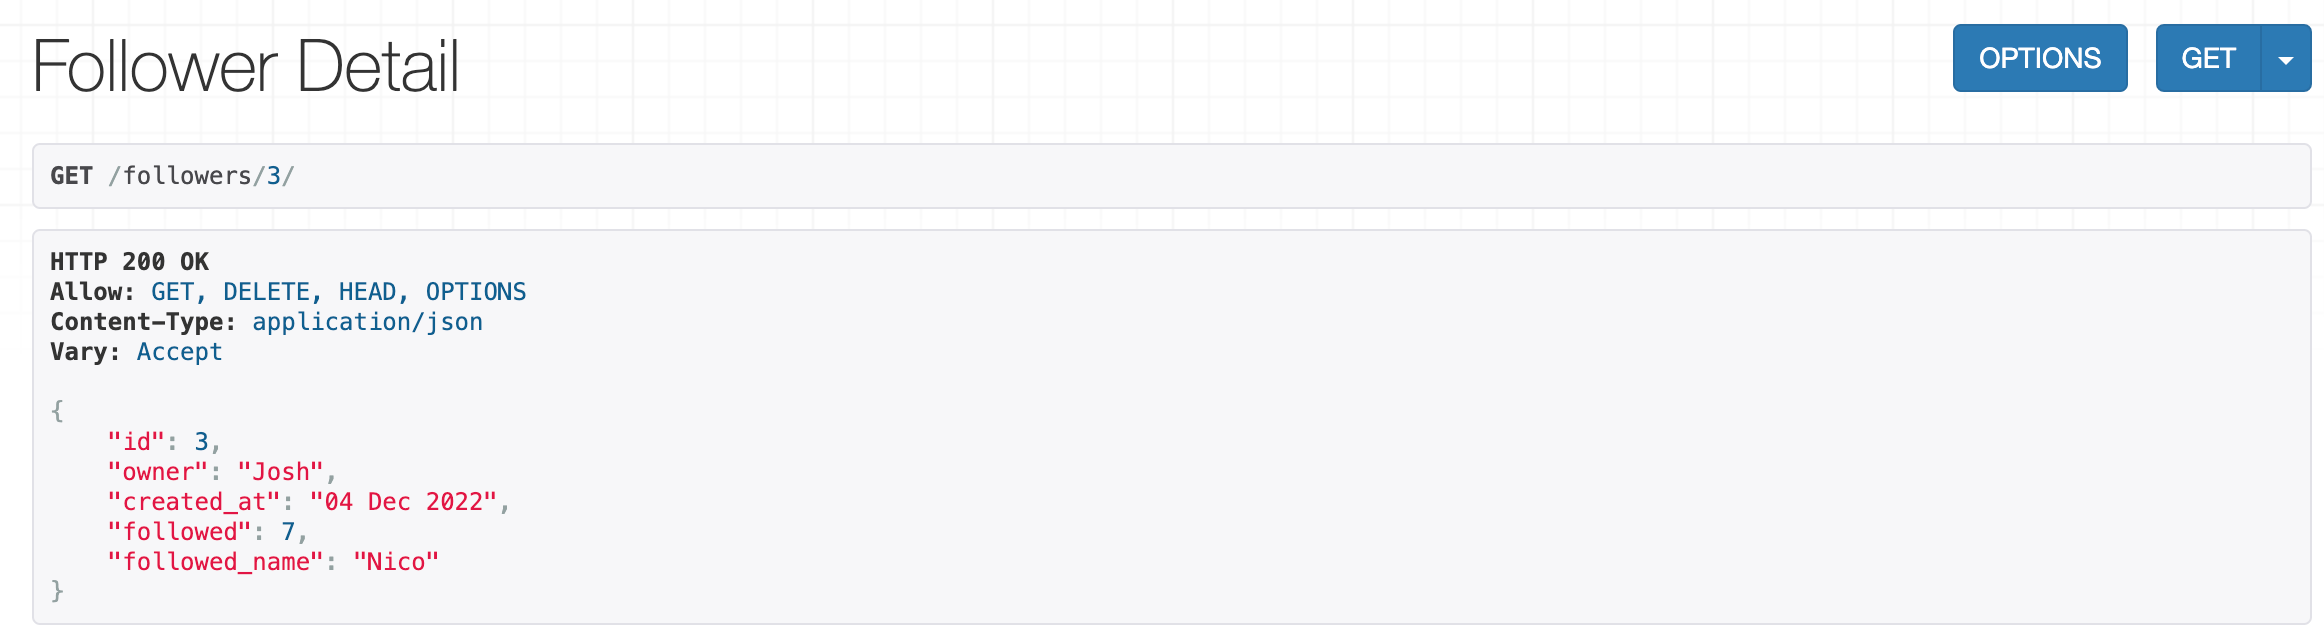 Follower Detail
OPTIONS
GET
GET /followers/3/
HTTP 200 OK
Allow: GET, DELETE, HEAD, OPTIONS
Content-Type: application/json
Vary: Accept
{
    "id": 3,
    "owner": "Josh",
    "created_at": "04 Dec 2022",
    "followed": 7,
    "followed_name": "Nico"
}